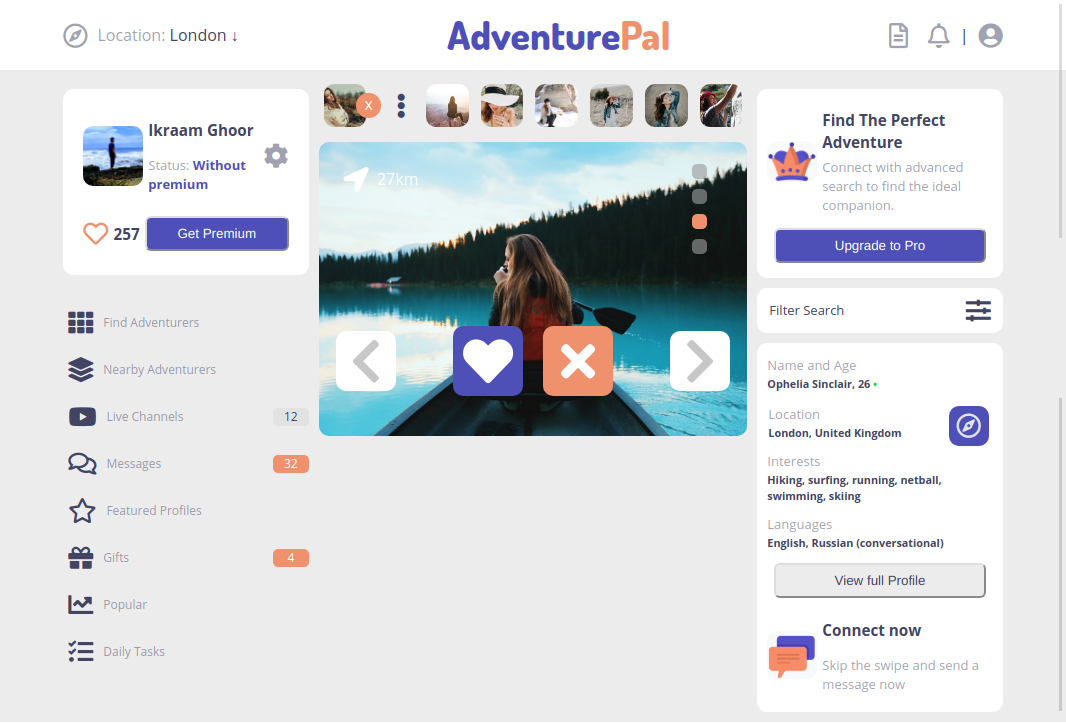 Location: London ↓
AdventurePal
|
Ikraam Ghoor
Status: Without
premium
257
Get Premium
Find Adventurers
Nearby Adventurers
Live Channels
12
Messages
32
Featured Profiles
Gifts
4
Popular
Daily Tasks
X
27km
Find The Perfect
Adventure
Connect with advanced
search to find the ideal
companion.
Upgrade to Pro
Filter Search
Name and Age
Ophelia Sinclair, 26 •
Location
London, United Kingdom
Interests
Hiking, surfing, running, netball,
swimming, skiing
Languages
English, Russian (conversational)
View full Profile
Connect now
Skip the swipe and send a
message now